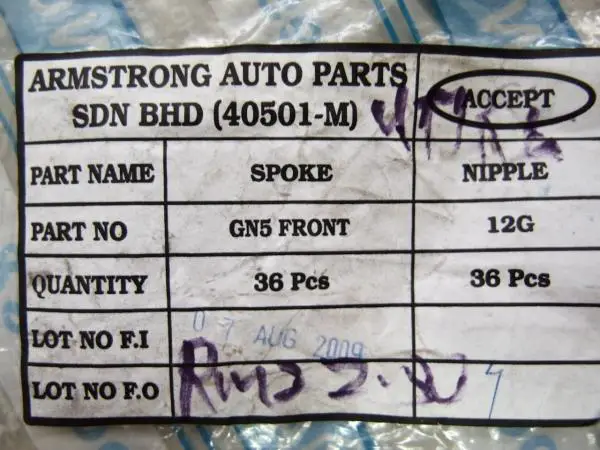 ARMSTRONG AUTO PARTS
SDN BHD (40501-M)
ACCEPT
PART NAME SPOKE NIPPLE
PART NO GN5 FRONT 12G
QUANTITY 36 Pcs 36 Pcs
LOT NO F.I 07 AUG 2009
LOT NO F.O